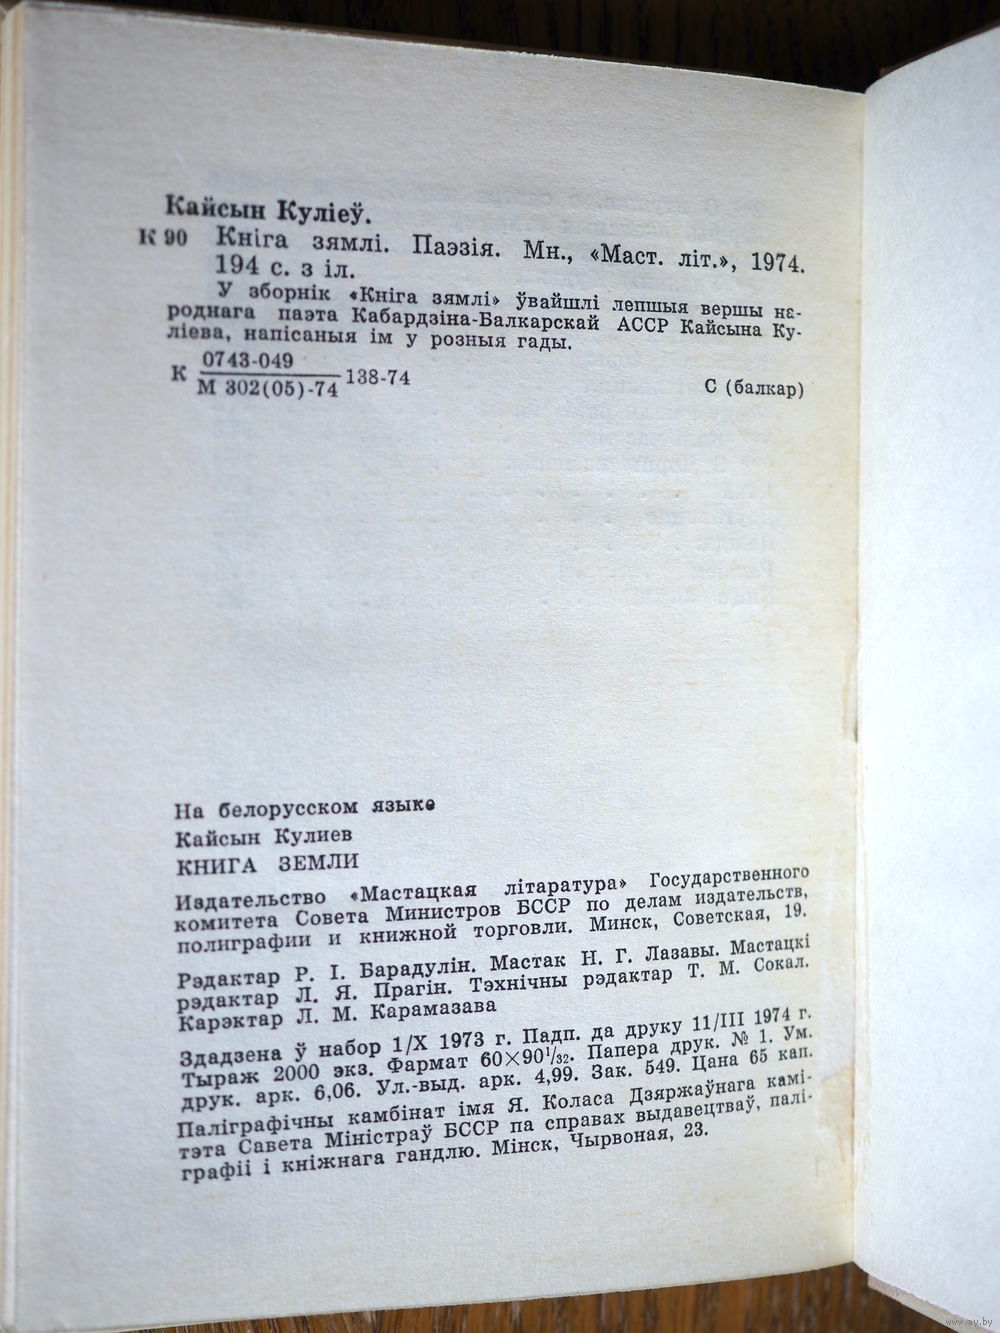 Кайсын Куліеў.
К 90 Кніга зямлі. Паэзія. Мн., «Маст. літ.», 1974.
194 с. з іл.
У зборнік «Кніга зямлі» ўвайшлі лепшыя вершы на-
роднага паэта Кабардзіна-Балкарскай АССР Кайсына Ку-
ліева, напісаныя ім у розныя гады.
0743-049
К 138-74
М 302(05)-74
С (балкар)
На белорусском языке
Кайсын Кулиев
КНИГА ЗЕМЛИ
Издательство «Мастацкая літаратура» Государственного
комитета Совета Министров БССР по делам издательств,
полиграфии и книжной торговли. Минск, Советская, 19.
Рэдактар Р. І. Барадулін. Мастак Н. Г. Лазавы. Мастацкі
рэдактар Л. Я. Прагін. Тэхнічны рэдактар Т. М. Сокал.
Карэктар Л. М. Карамазава
Здадзена ў набор 1/X 1973 г. Падп. да друку 11/III 1974 г.
Тыраж 2000 экз. Фармат 60×90¹/₃₂. Папера друк. № 1. Ум.
друк. арк. 6,06. Ул.-выд. арк. 4,99. Зак. 549. Цана 65 кап.
Паліграфічны камбінат імя Я. Коласа Дзяржаўнага камі-
тэта Савета Міністраў БССР па справах выдавецтваў, палі-
графіі і кніжнага гандлю. Мінск, Чырвоная, 23.
www.ay.by